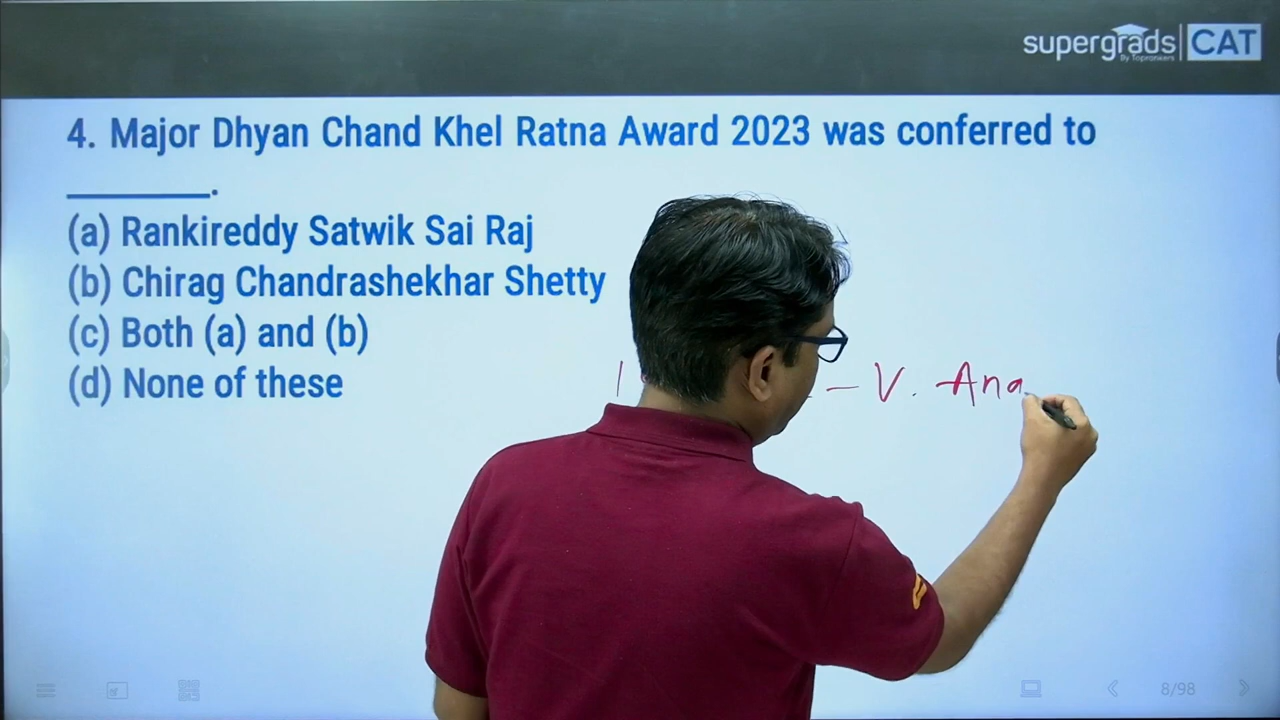 supergrads CAT
By Toprankers
4. Major Dhyan Chand Khel Ratna Award 2023 was conferred to
________.
(a) Rankireddy Satwik Sai Raj
(b) Chirag Chandrashekhar Shetty
(c) Both (a) and (b)
(d) None of these
– V. Ana
8/98